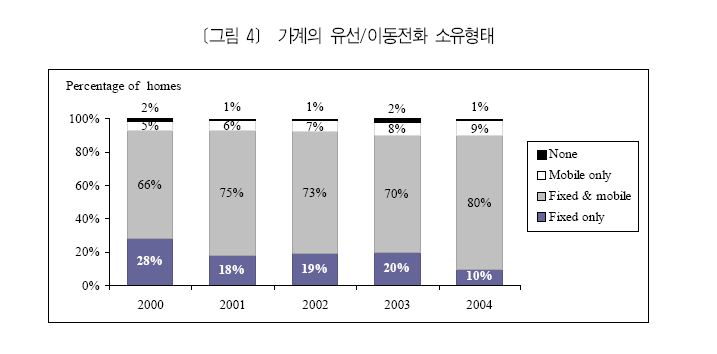 〔그림 4〕 가계의 유선/이동전화 소유형태
Percentage of homes
2% 1% 1% 2% 1%
100% 5% 6% 7% 8% 9%
80%
60% 66% 75% 73% 70% 80%
40%
20% 28% 18% 19% 20% 10%
0%
2000 2001 2002 2003 2004
None
Mobile only
Fixed & mobile
Fixed only